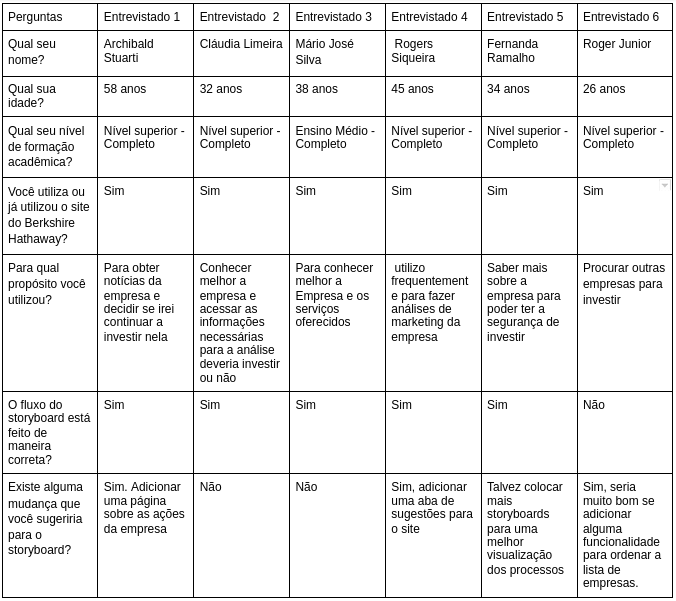 Perguntas
Entrevistado 1
Entrevistado  2
Entrevistado 3
Entrevistado 4
Entrevistado 5
Entrevistado 6
Qual seu
nome?
Archibald
Stuarti
Cláudia Limeira
Mário José
Silva
Rogers
Siqueira
Fernanda
Ramalho
Roger Junior
Qual sua
idade?
58 anos
32 anos
38 anos
45 anos
34 anos
26 anos
Qual seu nível
de formação
acadêmica?
Nível superior -
Completo
Nível superior -
Completo
Ensino Médio -
Completo
Nível superior -
Completo
Nível superior -
Completo
Nível superior -
Completo
Você utiliza ou
já utilizou o site
do Berkshire
Hathaway?
Sim
Sim
Sim
Sim
Sim
Sim
Para qual
propósito você
utilizou?
Para obter
notícias da
empresa e
decidir se irei
continuar a
investir nela
Conhecer
melhor a
empresa e
acessar as
informações
necessárias
para a análise
deveria investir
ou não
Para conhecer
melhor a
Empresa e os
serviços
oferecidos
utilizo
frequentement
e para fazer
análises de
marketing da
empresa
Saber mais
sobre a
empresa para
poder ter a
segurança de
investir
Procurar outras
empresas para
investir
O fluxo do
storyboard está
feito de
maneira
correta?
Sim
Sim
Sim
Sim
Sim
Não
Existe alguma
mudança que
você sugeriria
para o
storyboard?
Sim. Adicionar
uma página
sobre as ações
da empresa
Não
Não
Sim, adicionar
uma aba de
sugestões para
o site
Talvez colocar
mais
storyboards
para uma
melhor
visualização
dos processos
Sim, seria
muito bom se
adicionar
alguma
funcionalidade
para ordenar a
lista de
empresas.